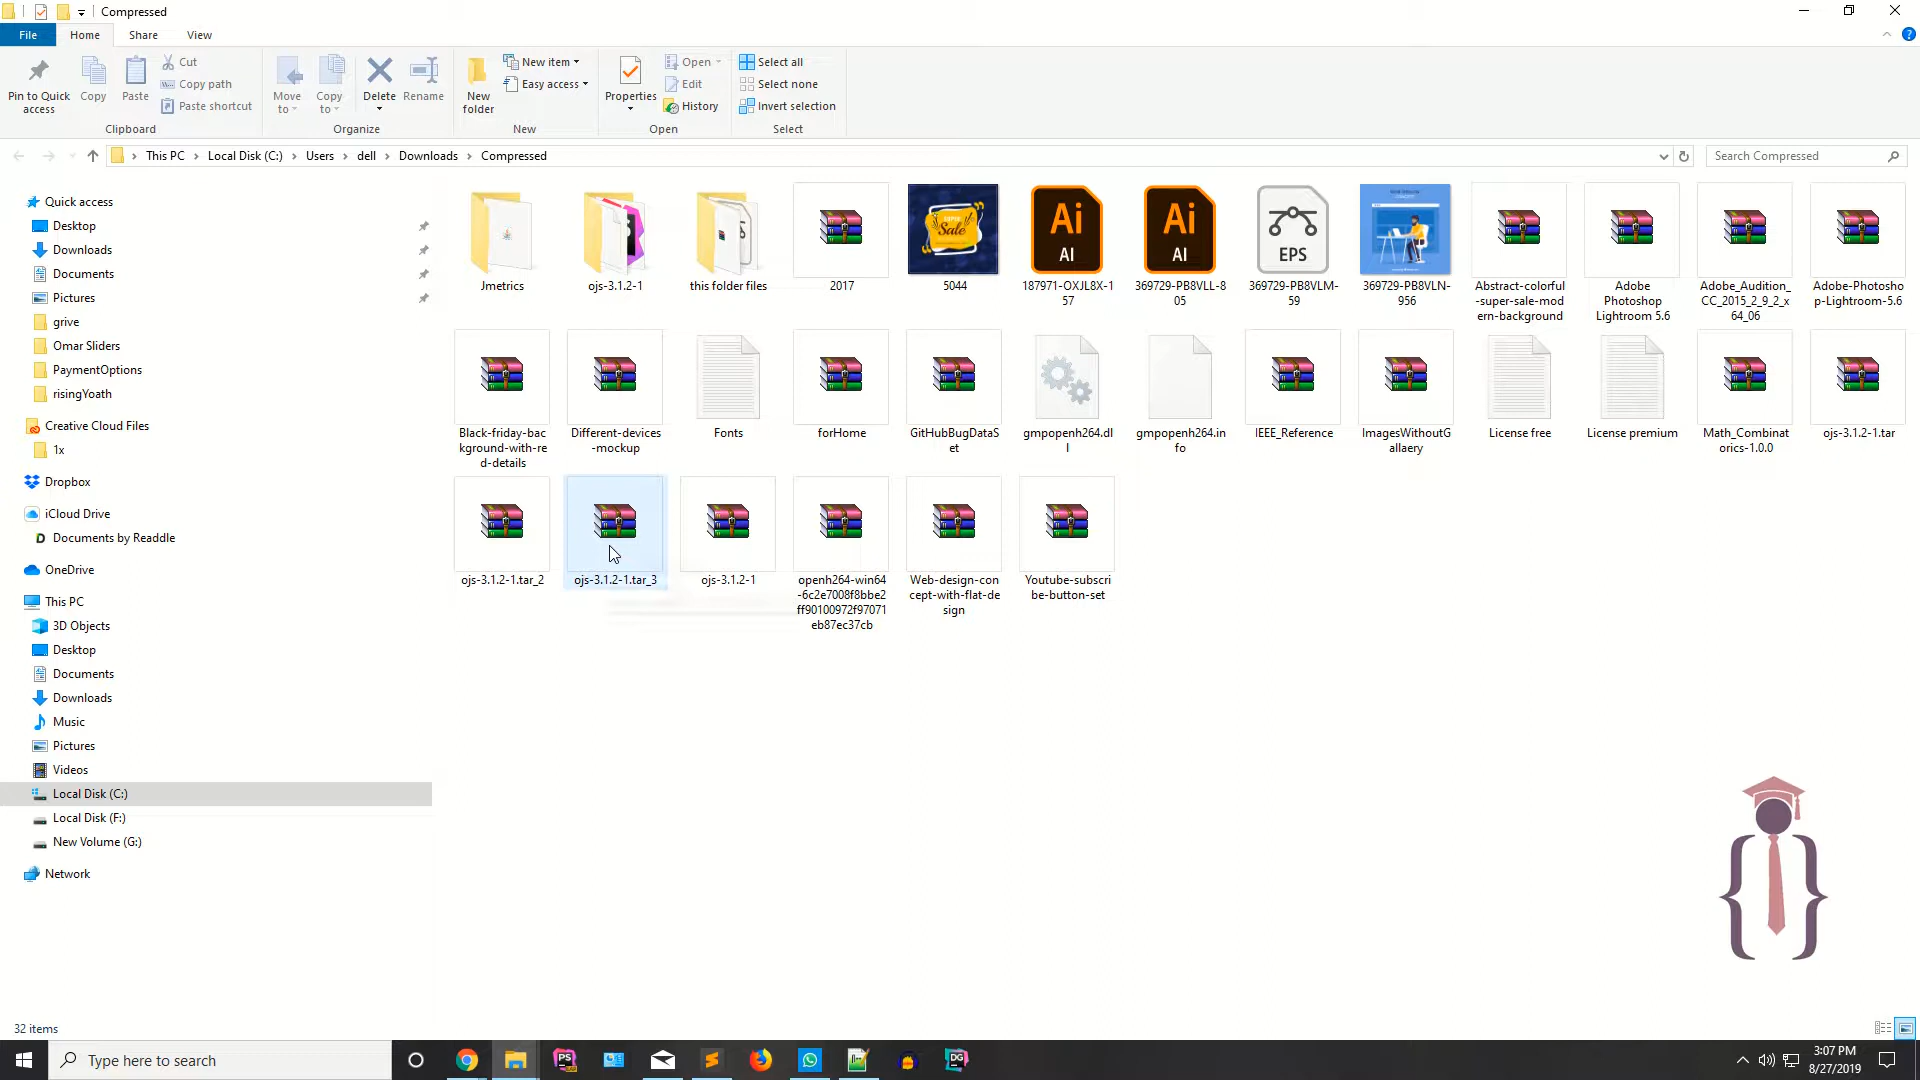 Compressed
File
Home
Share
View
Pin to Quick
access
Copy
Paste
Cut
Copy path
Paste shortcut
Clipboard
Move
to
Copy
to
Delete
Rename
Organize
New
folder
New item
Easy access
New
Properties
Open
Edit
History
Open
Select all
Select none
Invert selection
Select
This PC
Local Disk (C:)
Users
dell
Downloads
Compressed
Search Compressed
Quick access
Desktop
Downloads
Documents
Pictures
grive
Omar Sliders
PaymentOptions
risingYoath
Creative Cloud Files
1x
Dropbox
iCloud Drive
Documents by Readdle
OneDrive
This PC
3D Objects
Desktop
Documents
Downloads
Music
Pictures
Videos
Local Disk (C:)
Local Disk (F:)
New Volume (G:)
Network
Jmetrics
ojs-3.1.2-1
this folder files
2017
Sale
5044
Ai
AI
187971-OXJL8X-1
57
Ai
AI
369729-PB8VLL-8
05
EPS
369729-PB8VLM-
59
369729-PB8VLN-
956
Abstract-colorful
-super-sale-mod
ern-background
Adobe
Photoshop
Lightroom 5.6
Adobe_Audition_
CC_2015_2_9_2_x
64_06
Adobe-Photosho
p-Lightroom-5.6
Black-friday-bac
kground-with-re
d-details
Different-devices
-mockup
Fonts
forHome
GitHubBugDataS
et
gmpopenh264.dl
l
gmpopenh264.in
fo
IEEE_Reference
ImagesWithoutG
allaery
License free
License premium
Math_Combinat
orics-1.0.0
ojs-3.1.2-1.tar
ojs-3.1.2-1.tar_2
ojs-3.1.2-1.tar_3
ojs-3.1.2-1
openh264-win64
-6c2e7008f8bbe2
ff90100972f97071
eb87ec37cb
Web-design-con
cept-with-flat-de
sign
Youtube-subscri
be-button-set
32 items
Type here to search
PS
DG
3:07 PM
8/27/2019